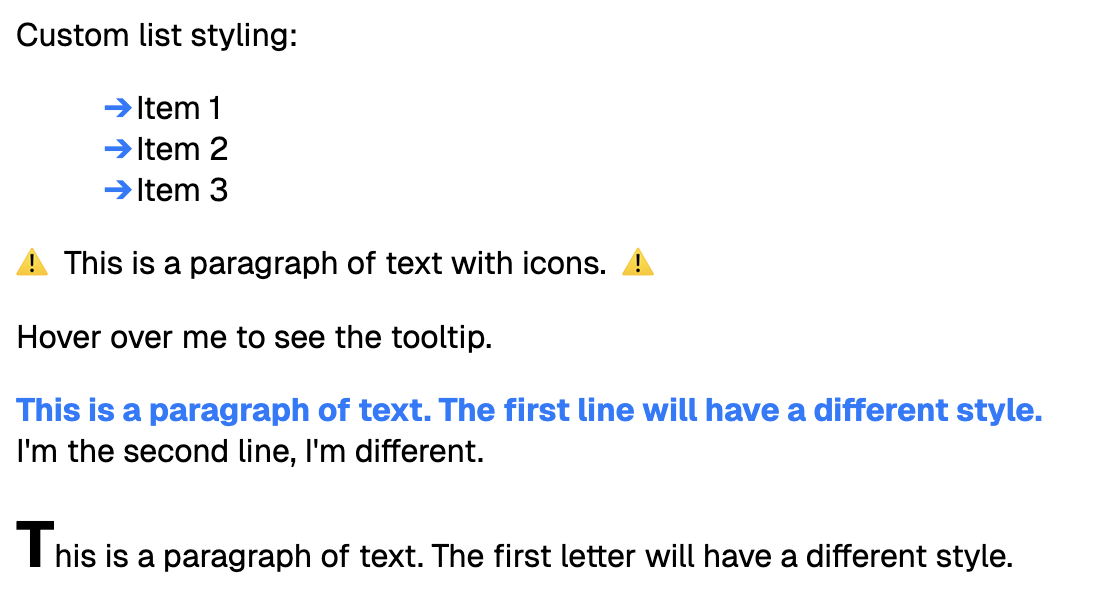 Custom list styling:
➔Item 1
➔Item 2
➔Item 3
⚠️ This is a paragraph of text with icons. ⚠️
Hover over me to see the tooltip.
This is a paragraph of text. The first line will have a different style.
I'm the second line, I'm different.
This is a paragraph of text. The first letter will have a different style.